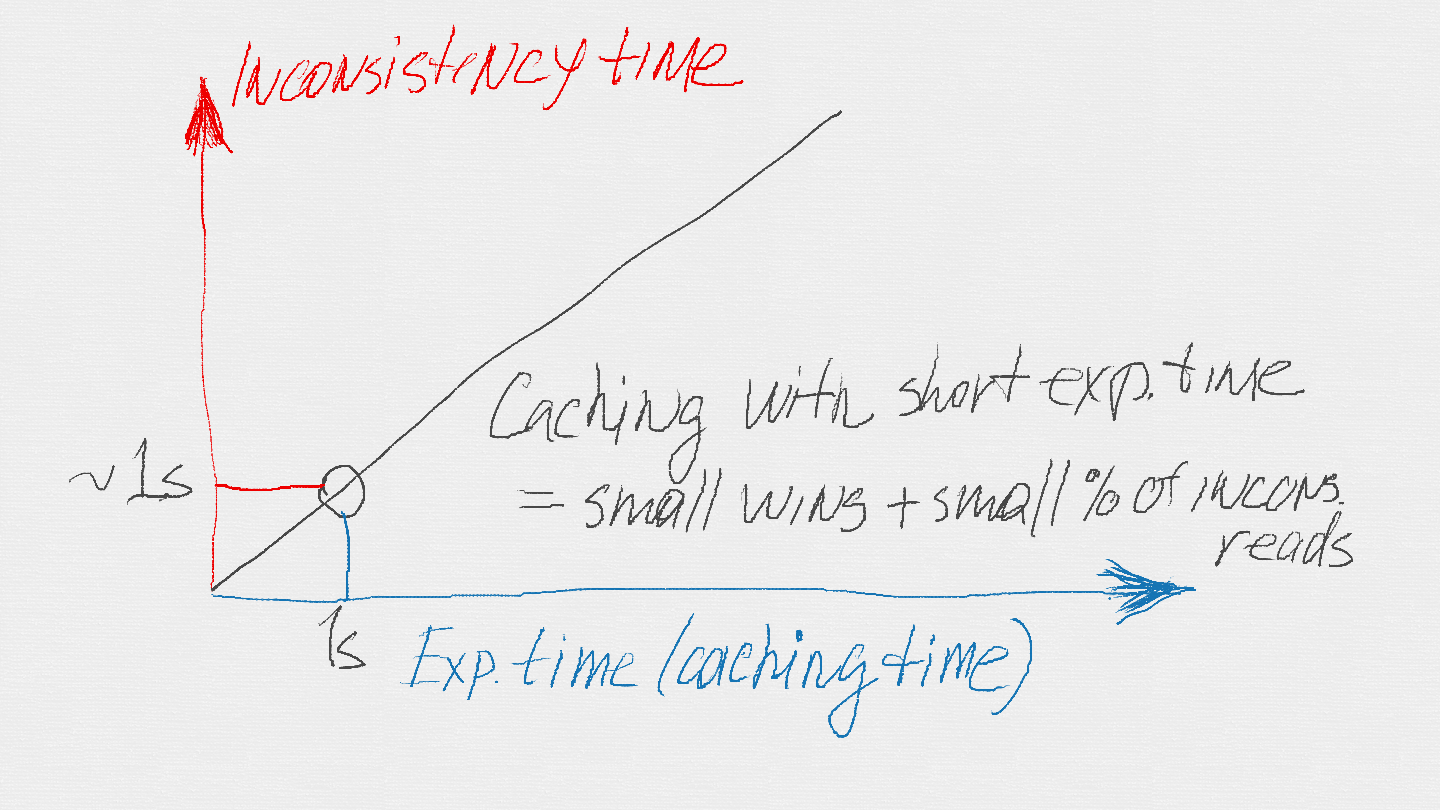 Inconsistency time
Caching with short exp. time
~ 1s
= small wins + small % of incons.
reads
1s
Exp. time (caching time)